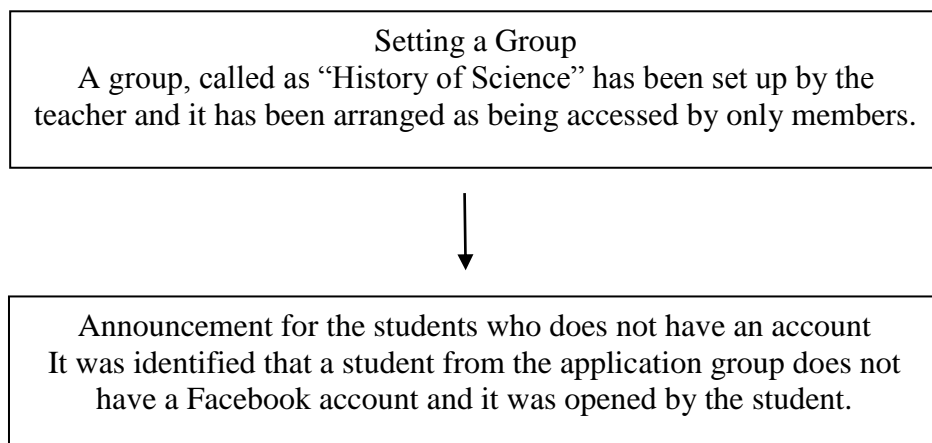 Setting a Group
A group, called as “History of Science” has been set up by the
teacher and it has been arranged as being accessed by only members.
Announcement for the students who does not have an account
It was identified that a student from the application group does not
have a Facebook account and it was opened by the student.